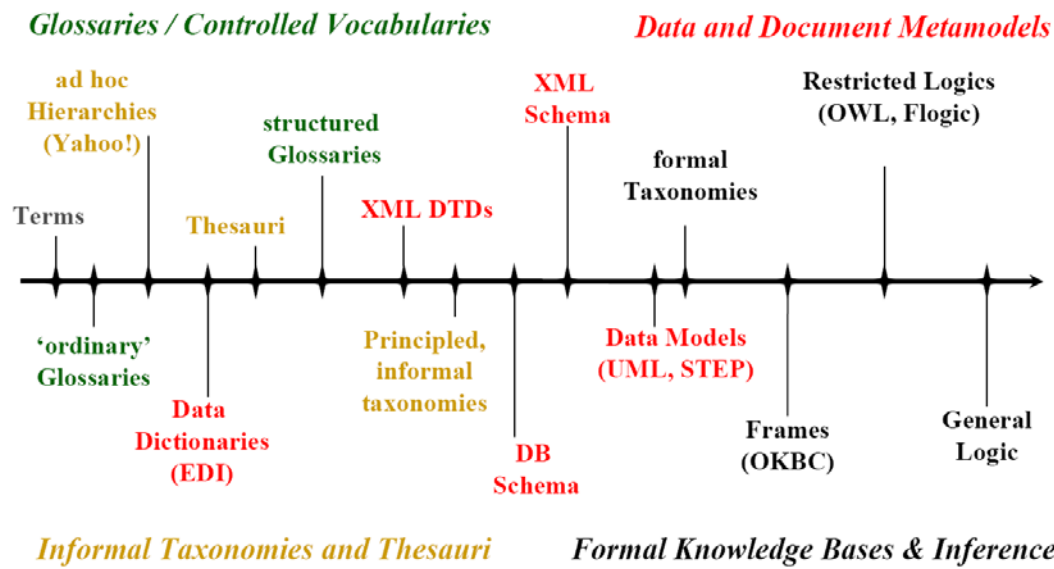 Glossaries / Controlled Vocabularies
Data and Document Metamodels
ad hoc
Hierarchies
(Yahoo!)
Terms
structured
Glossaries
Thesauri
XML DTDs
XML
Schema
formal
Taxonomies
Restricted Logics
(OWL, Flogic)
‘ordinary’
Glossaries
Data
Dictionaries
(EDI)
Principled,
informal
taxonomies
DB
Schema
Data Models
(UML, STEP)
Frames
(OKBC)
General
Logic
Informal Taxonomies and Thesauri
Formal Knowledge Bases & Inference